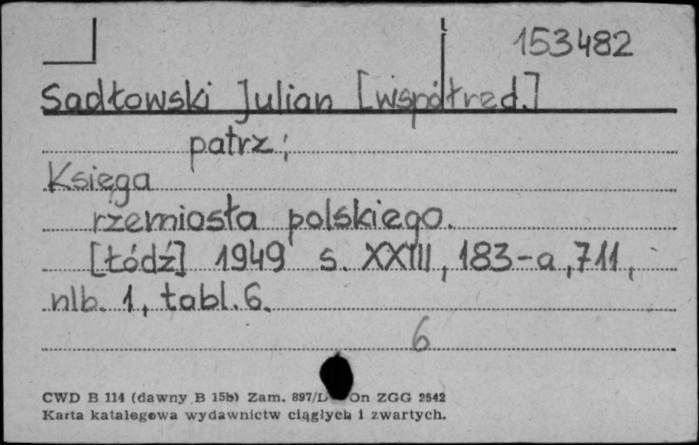 153482
Sadłowski Julian [współred.]
patrz;
Księga
rzemiosła polskiego.
[Łódź] 1949 s. XXIII, 183-a, 711,
nlb. 1, tabl. 6.
6
CWD B 114 (dawny B 15b) Zam. 897/D On ZGG 2542
Karta katalogowa wydawnictw ciągłych i zwartych.